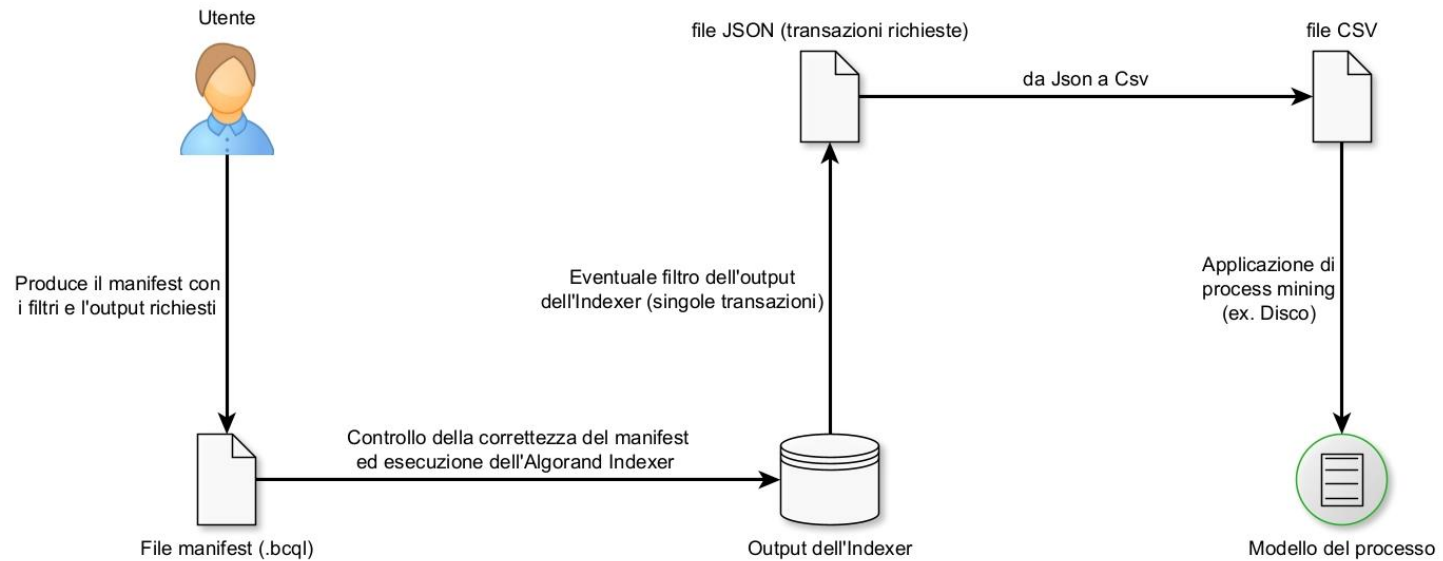 Utente
file JSON (transazioni richieste)
file CSV
da Json a Csv
Produce il manifest con
i filtri e l'output richiesti
Eventuale filtro dell'output
dell'Indexer (singole transazioni)
Applicazione di
process mining
(ex. Disco)
Controllo della correttezza del manifest
ed esecuzione dell'Algorand Indexer
File manifest (.bcql)
Output dell'Indexer
Modello del processo